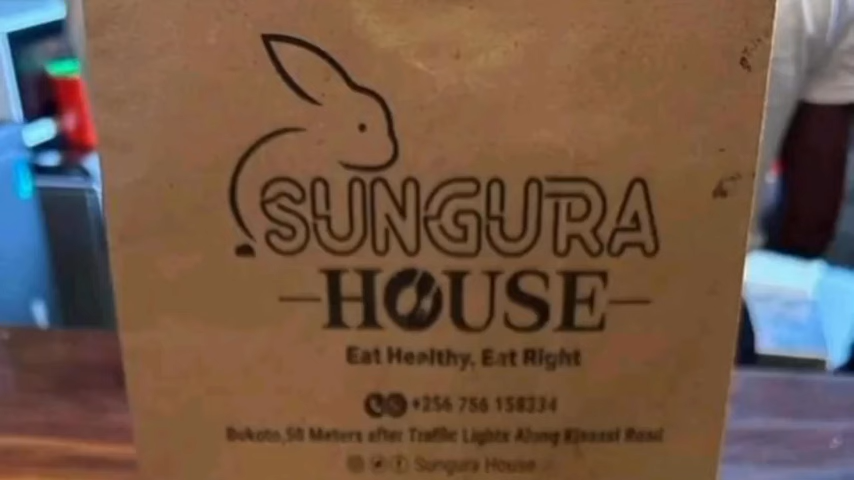 SUNGURA
HOUSE
Eat Healthy, Eat Right
+256 786 158334
Bukoto, 50 Meters after Traffic Lights Along Kisaasi Road
Sungura House